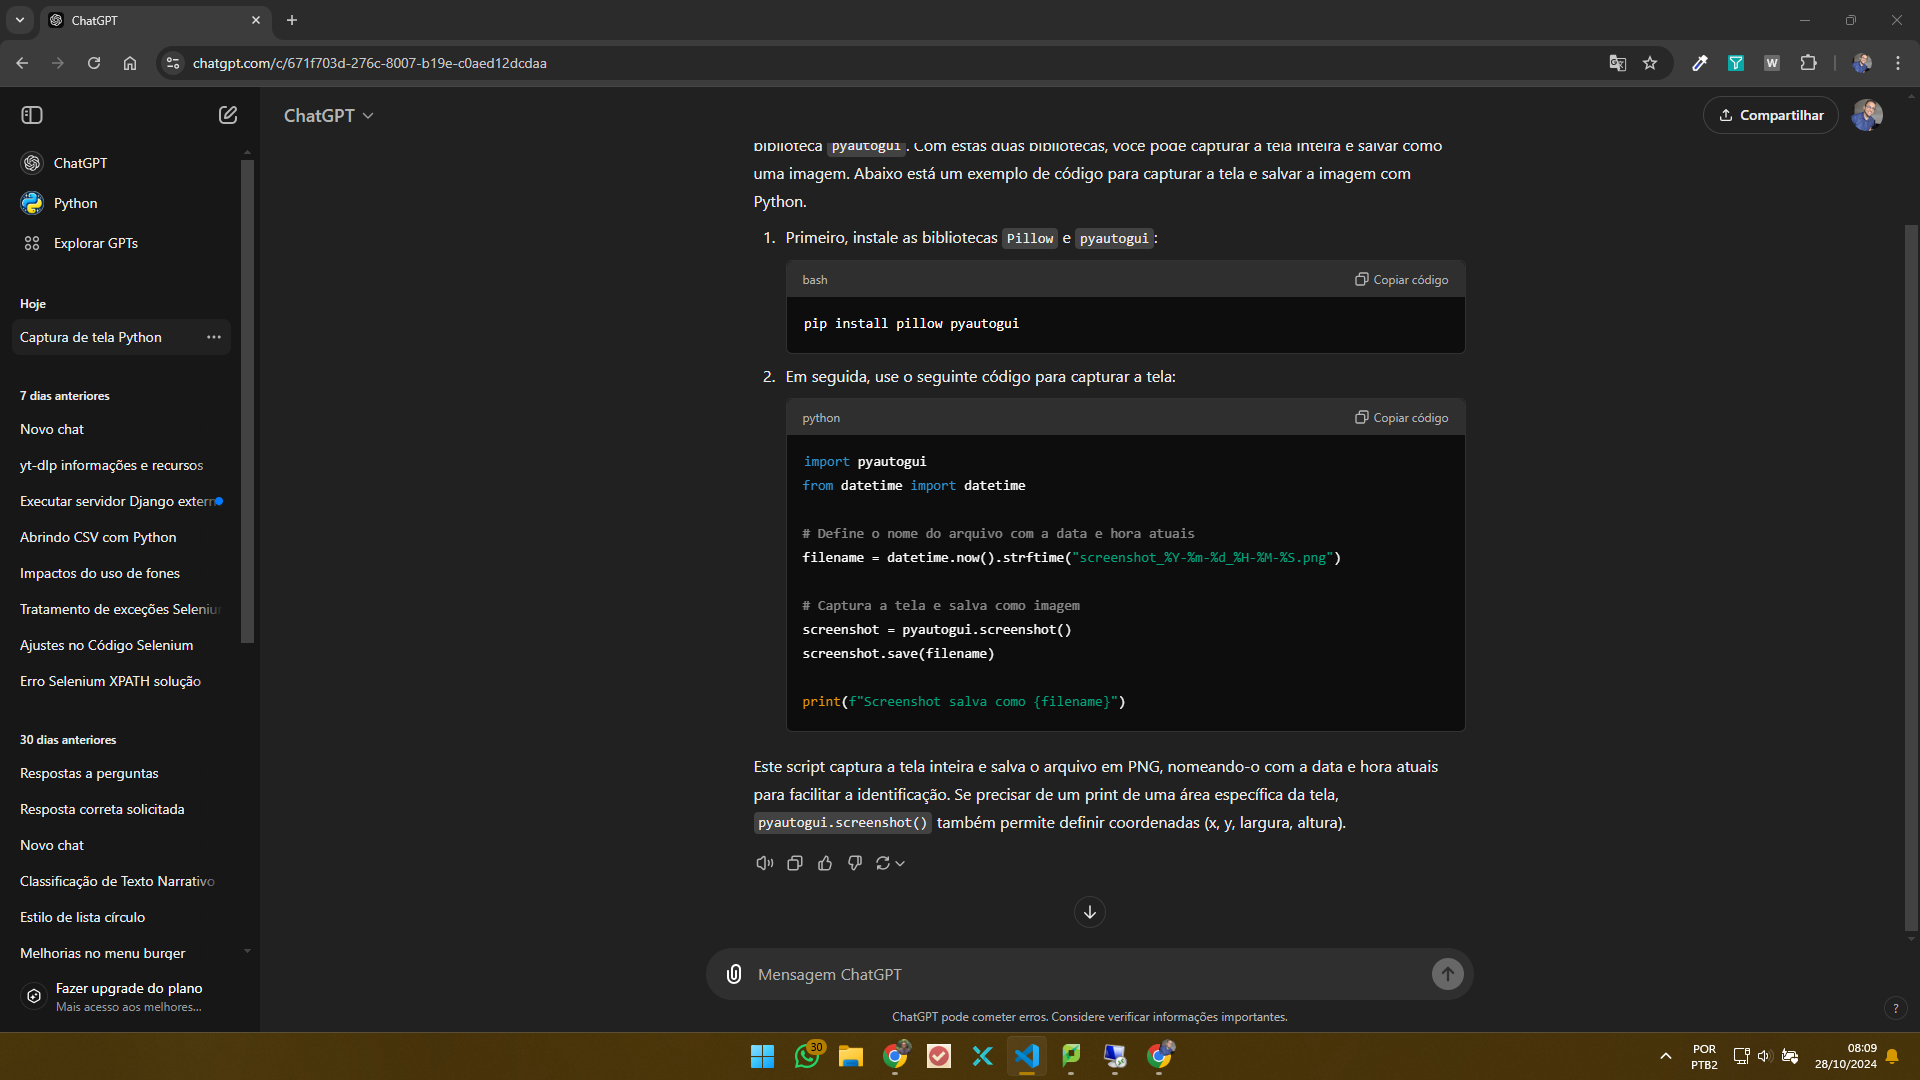 ChatGPT
chatgpt.com/c/671f703d-276c-8007-b19e-c0aed12dcdaa
W
ChatGPT
Compartilhar
ChatGPT
Python
Explorar GPTs
Hoje
Captura de tela Python
7 dias anteriores
Novo chat
yt-dlp informações e recursos
Executar servidor Django extern
Abrindo CSV com Python
Impactos do uso de fones
Tratamento de exceções Seleniu
Ajustes no Código Selenium
Erro Selenium XPATH solução
30 dias anteriores
Respostas a perguntas
Resposta correta solicitada
Novo chat
Classificação de Texto Narrativo
Estilo de lista círculo
Melhorias no menu burger
Fazer upgrade do plano
Mais acesso aos melhores...
biblioteca pyautogui. Com estas duas bibliotecas, você pode capturar a tela inteira e salvar como
uma imagem. Abaixo está um exemplo de código para capturar a tela e salvar a imagem com
Python.
1. Primeiro, instale as bibliotecas Pillow e pyautogui:
bash
Copiar código
pip install pillow pyautogui
2. Em seguida, use o seguinte código para capturar a tela:
python
Copiar código
import pyautogui
from datetime import datetime
# Define o nome do arquivo com a data e hora atuais
filename = datetime.now().strftime("screenshot_%Y-%m-%d_%H-%M-%S.png")
# Captura a tela e salva como imagem
screenshot = pyautogui.screenshot()
screenshot.save(filename)
print(f"Screenshot salva como {filename}")
Este script captura a tela inteira e salva o arquivo em PNG, nomeando-o com a data e hora atuais
para facilitar a identificação. Se precisar de um print de uma área específica da tela,
pyautogui.screenshot() também permite definir coordenadas (x, y, largura, altura).
Mensagem ChatGPT
ChatGPT pode cometer erros. Considere verificar informações importantes.
?
30
POR
PTB2
08:09
28/10/2024